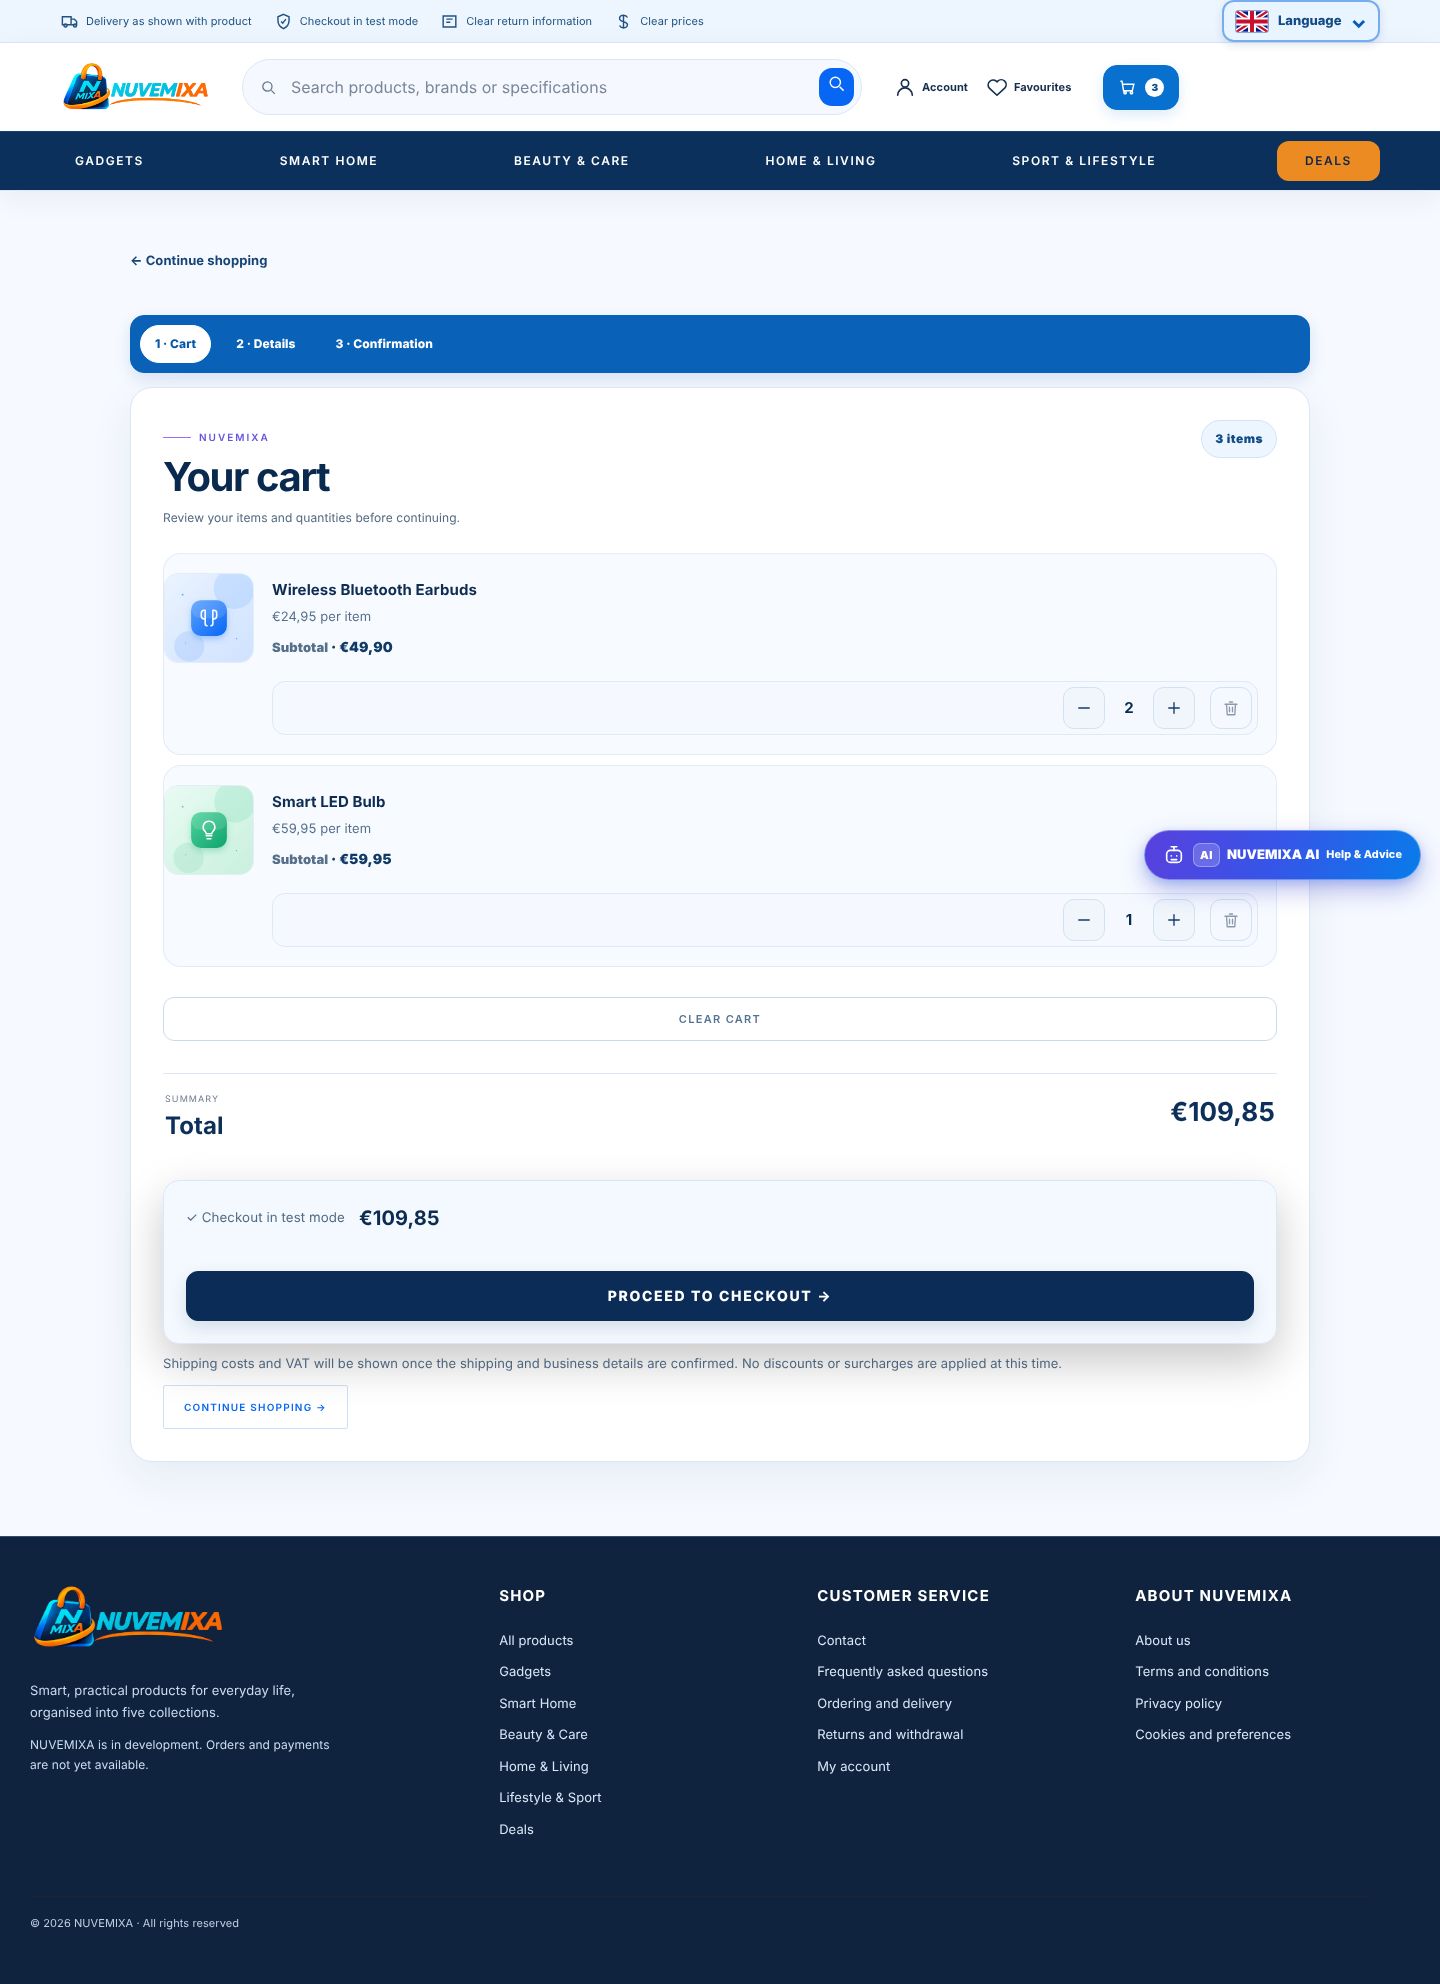 Delivery as shown with product
Checkout in test mode
Clear return information
Clear prices
Language
N
MIXA
NUVEMIXA
Search products, brands or specifications
Account
Favourites
3
GADGETS
SMART HOME
BEAUTY & CARE
HOME & LIVING
SPORT & LIFESTYLE
DEALS
← Continue shopping
1 · Cart
2 · Details
3 · Confirmation
NUVEMIXA
3 items
Your cart
Review your items and quantities before continuing.
Wireless Bluetooth Earbuds
€24,95 per item
Subtotal · €49,90
2
Smart LED Bulb
€59,95 per item
Subtotal · €59,95
1
AI NUVEMIXA AI Help & Advice
CLEAR CART
SUMMARY
Total
€109,85
✓ Checkout in test mode €109,85
PROCEED TO CHECKOUT →
Shipping costs and VAT will be shown once the shipping and business details are confirmed. No discounts or surcharges are applied at this time.
CONTINUE SHOPPING →
N
MIXA
NUVEMIXA
Smart, practical products for everyday life,
organised into five collections.
NUVEMIXA is in development. Orders and payments
are not yet available.
SHOP
All products
Gadgets
Smart Home
Beauty & Care
Home & Living
Lifestyle & Sport
Deals
CUSTOMER SERVICE
Contact
Frequently asked questions
Ordering and delivery
Returns and withdrawal
My account
ABOUT NUVEMIXA
About us
Terms and conditions
Privacy policy
Cookies and preferences
© 2026 NUVEMIXA · All rights reserved